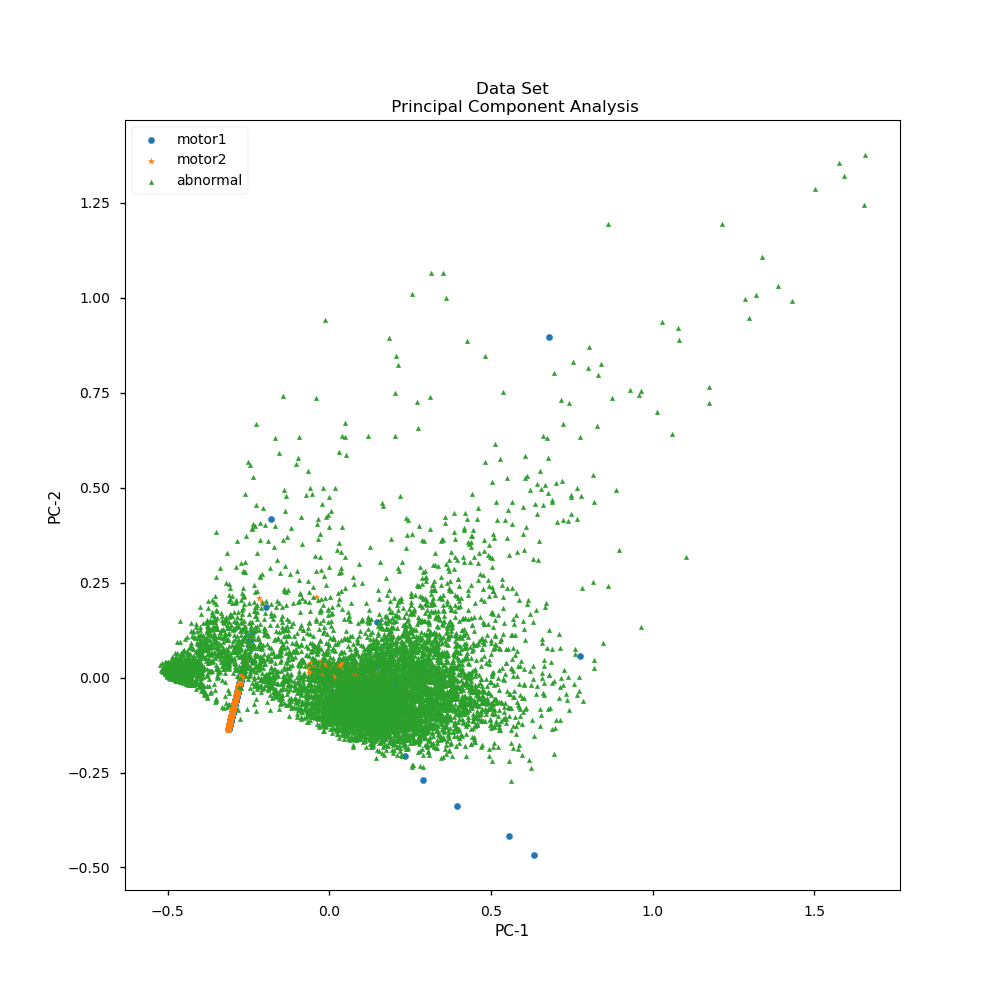 Data Set
Principal Component Analysis
motor1
motor2
abnormal
1.25
1.00
0.75
0.50
0.25
0.00
−0.25
−0.50
PC-2
−0.5
0.0
0.5
1.0
1.5
PC-1